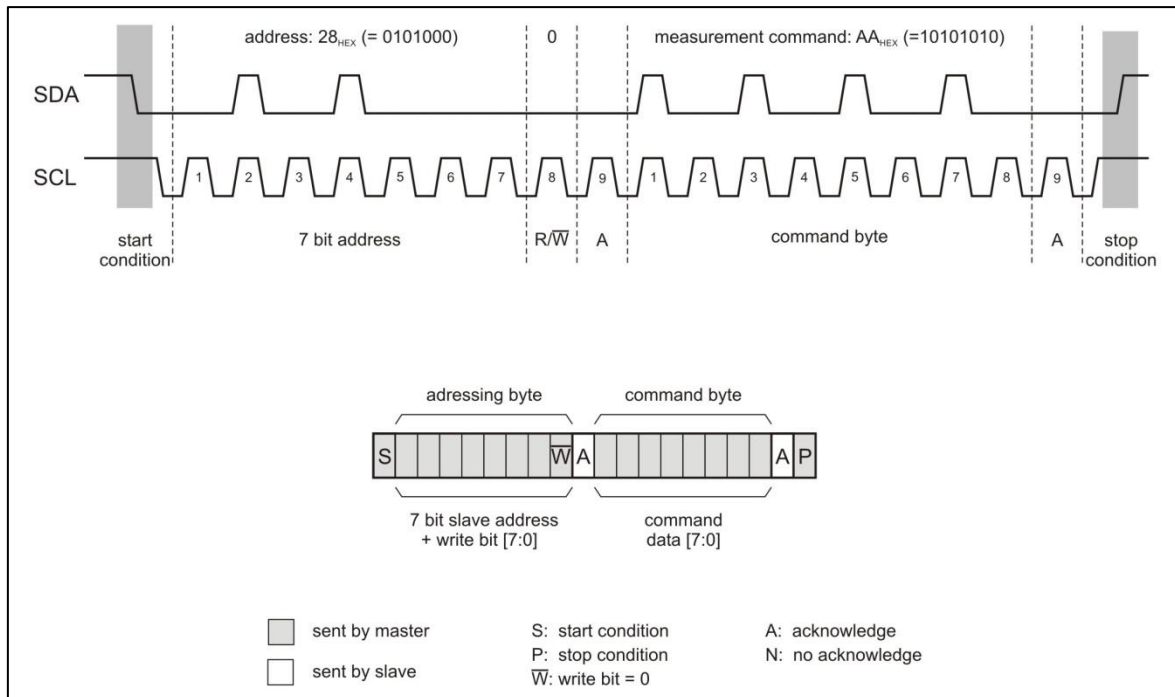 address: 28HEX (= 0101000) 0 measurement command: AAHEX (=10101010)
SDA
SCL 1 2 3 4 5 6 7 8 9 1 2 3 4 5 6 7 8 9
start condition 7 bit address R/W̅ A command byte A stop condition
adressing byte command byte
S W̅ A A P
7 bit slave address command
+ write bit [7:0] data [7:0]
sent by master S: start condition A: acknowledge
P: stop condition N: no acknowledge
sent by slave W̅: write bit = 0